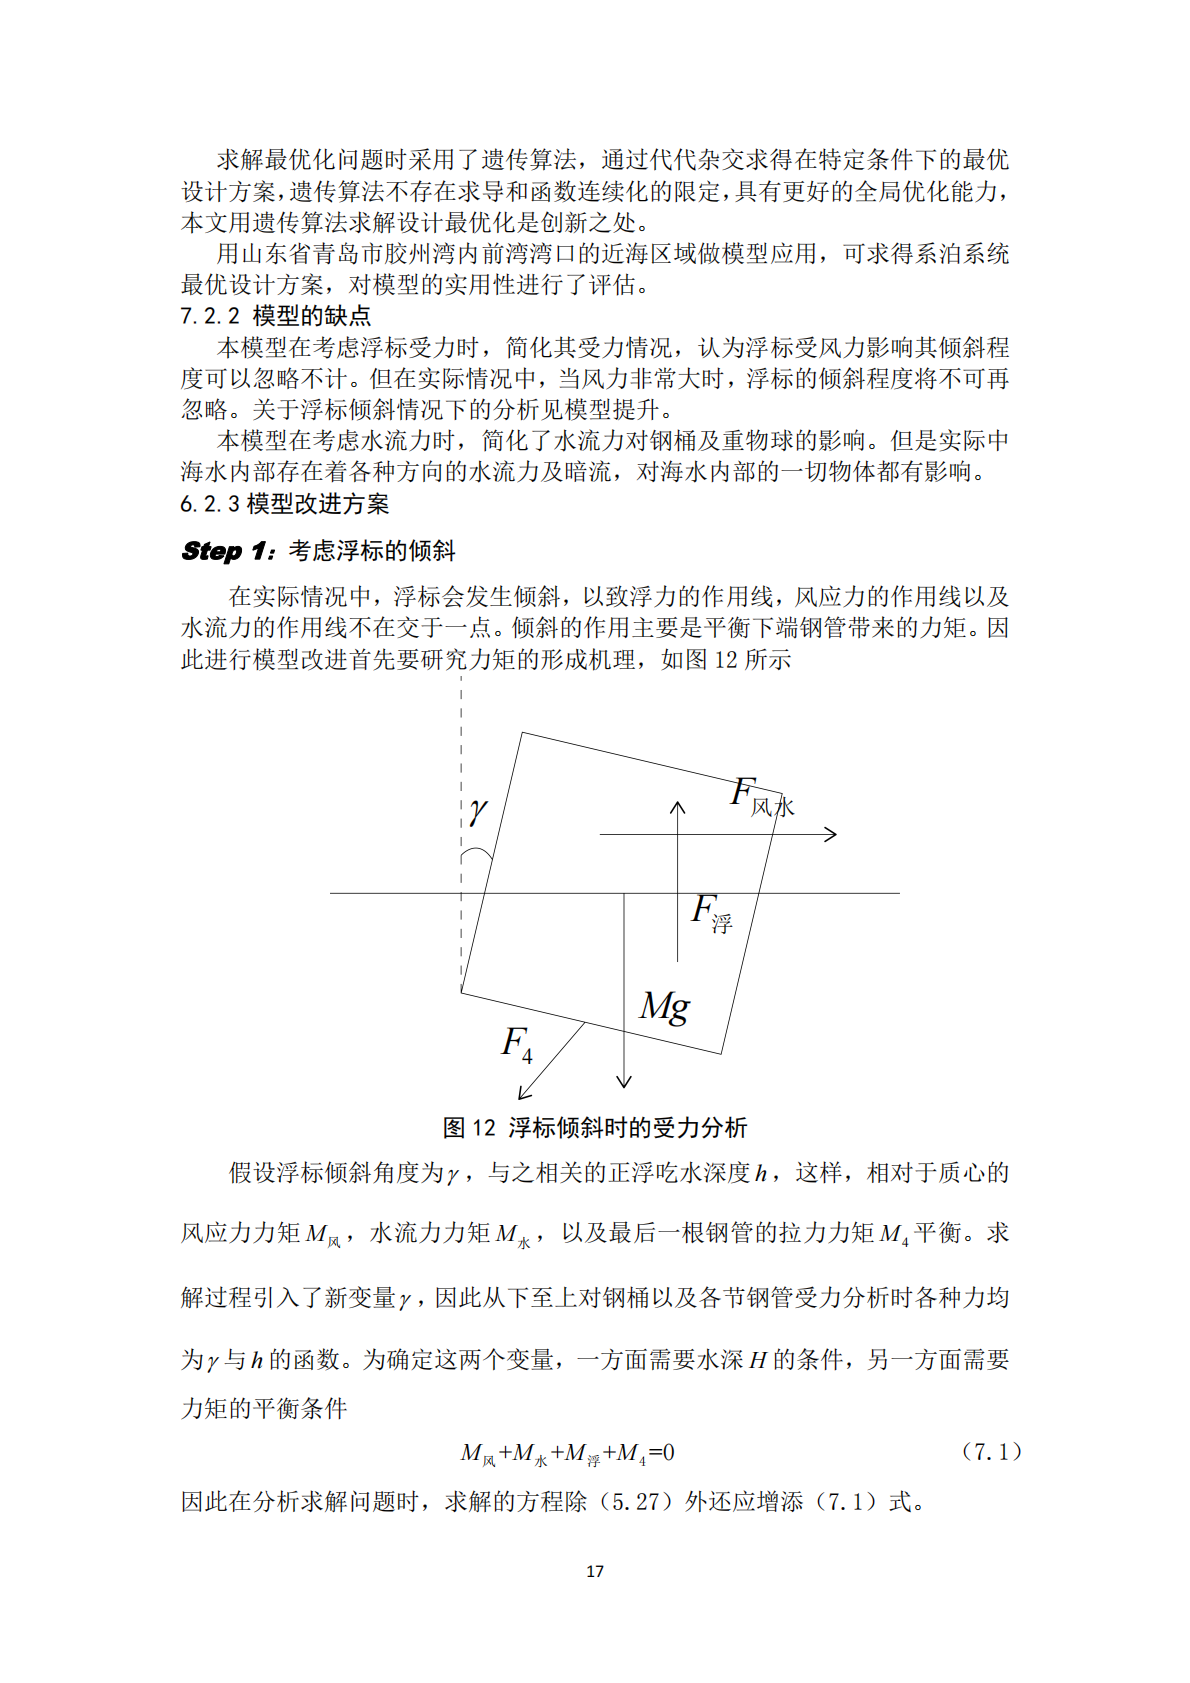 求解最优化问题时采用了遗传算法，通过代代杂交求得在特定条件下的最优
设计方案，遗传算法不存在求导和函数连续化的限定，具有更好的全局优化能力，
本文用遗传算法求解设计最优化是创新之处。
用山东省青岛市胶州湾内前湾湾口的近海区域做模型应用，可求得系泊系统
最优设计方案，对模型的实用性进行了评估。
7.2.2 模型的缺点
本模型在考虑浮标受力时，简化其受力情况，认为浮标受风力影响其倾斜程
度可以忽略不计。但在实际情况中，当风力非常大时，浮标的倾斜程度将不可再
忽略。关于浮标倾斜情况下的分析见模型提升。
本模型在考虑水流力时，简化了水流力对钢桶及重物球的影响。但是实际中
海水内部存在着各种方向的水流力及暗流，对海水内部的一切物体都有影响。
6.2.3模型改进方案
Step 1：考虑浮标的倾斜
在实际情况中，浮标会发生倾斜，以致浮力的作用线，风应力的作用线以及
水流力的作用线不在交于一点。倾斜的作用主要是平衡下端钢管带来的力矩。因
此进行模型改进首先要研究力矩的形成机理，如图 12 所示
γ
F风水
F浮
Mg
F4
图 12 浮标倾斜时的受力分析
假设浮标倾斜角度为γ，与之相关的正浮吃水深度h，这样，相对于质心的
风应力力矩M风，水流力力矩M水，以及最后一根钢管的拉力力矩M4平衡。求
解过程引入了新变量γ，因此从下至上对钢桶以及各节钢管受力分析时各种力均
为γ与h的函数。为确定这两个变量，一方面需要水深H的条件，另一方面需要
力矩的平衡条件
M风+M水+M浮+M4=0 （7.1）
因此在分析求解问题时，求解的方程除（5.27）外还应增添（7.1）式。
17